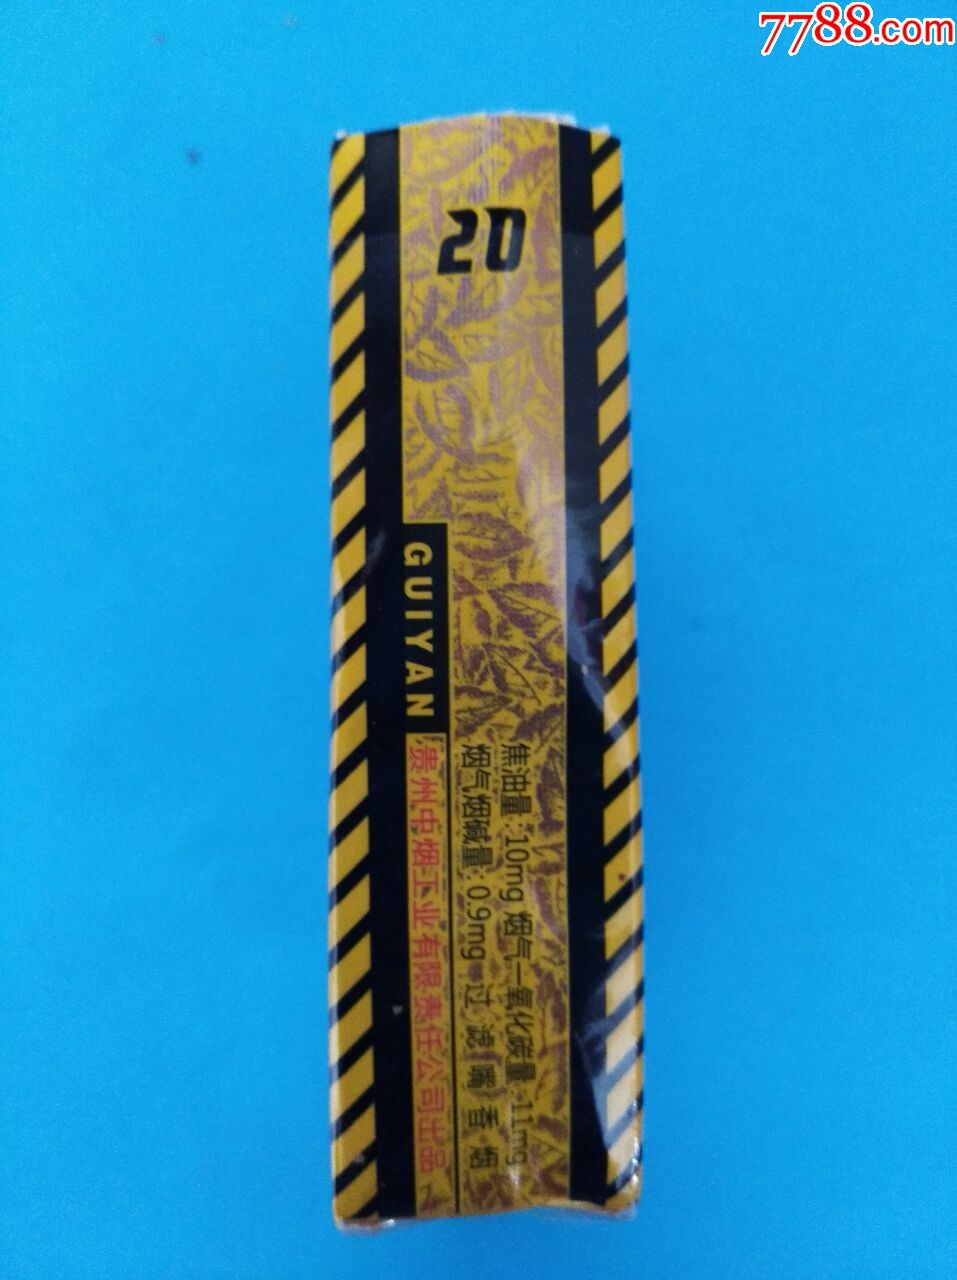 7788.com
20
GUIYAN
焦油量:10mg 烟气一氧化碳量:11mg
烟气烟碱量:0.9mg 过滤嘴香烟
贵州中烟工业有限责任公司出品